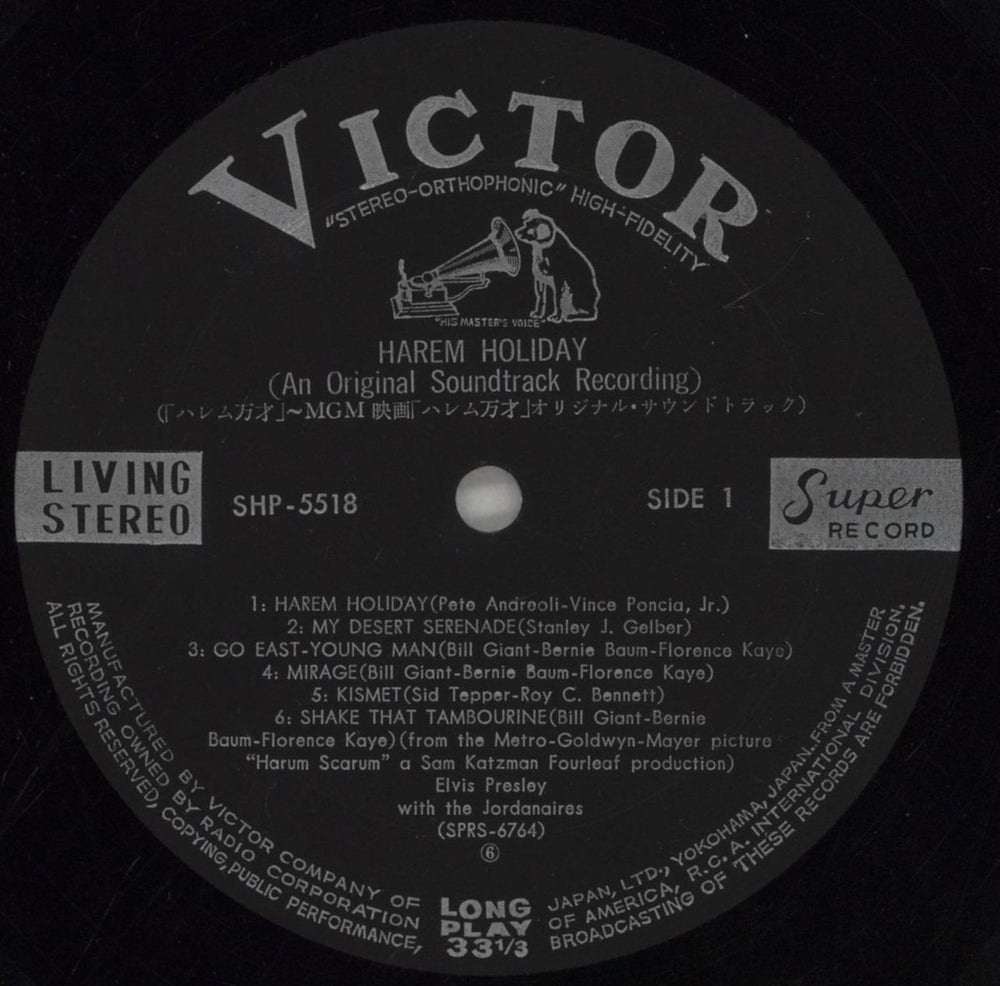 VICTOR
"STEREO-ORTHOPHONIC" HIGH-FIDELITY
"HIS MASTER'S VOICE"
HAREM HOLIDAY
(An Original Soundtrack Recording)
(「ハレム万才」~MGM 映画「ハレム万才」オリジナル・サウンドトラック)
LIVING
STEREO
SHP-5518
SIDE 1
Super
RECORD
1: HAREM HOLIDAY(Pete Andreoli-Vince Poncia, Jr.)
2: MY DESERT SERENADE(Stanley J. Gelber)
3: GO EAST-YOUNG MAN(Bill Giant-Bernie Baum-Florence Kaye)
4: MIRAGE(Bill Giant-Bernie Baum-Florence Kaye)
5: KISMET(Sid Tepper-Roy C. Bennett)
6: SHAKE THAT TAMBOURINE(Bill Giant-Bernie
Baum-Florence Kaye)(from the Metro-Goldwyn-Mayer picture
"Harum Scarum" a Sam Katzman Fourleaf production)
Elvis Presley
with the Jordanaires
(SPRS-6764)
⑥
MANUFACTURED BY VICTOR COMPANY OF JAPAN, LTD., YOKOHAMA, JAPAN. FROM A MASTER
RECORDING OWNED BY RADIO CORPORATION OF AMERICA, R.C.A. INTERNATIONAL DIVISION.
ALL RIGHTS RESERVED, COPYING, PUBLIC PERFORMANCE, BROADCASTING OF THESE RECORDS ARE FORBIDDEN.
LONG
PLAY
33 1/3